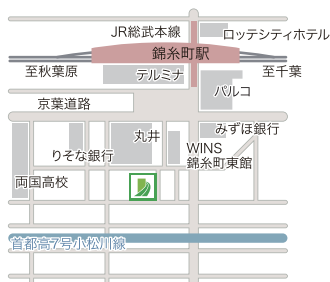 JR総武本線
ロッテシティホテル
錦糸町駅
至秋葉原
テルミナ
至千葉
パルコ
京葉道路
みずほ銀行
丸井
りそな銀行
WINS
錦糸町東館
両国高校
首都高7号小松川線